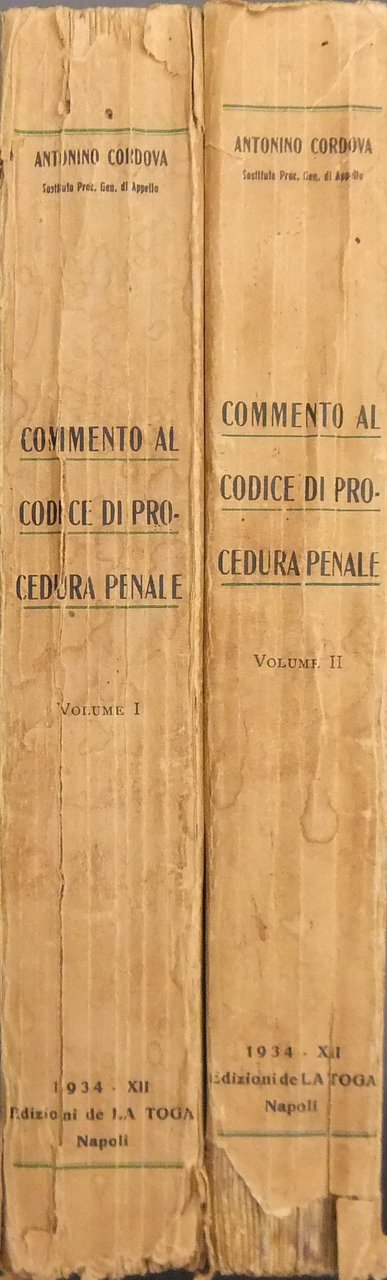 ANTONINO CORDOVA
Sostituto Proc. Gen. di Appello
COMMENTO AL
CODICE DI PRO-
CEDURA PENALE
VOLUME I
1934 - XII
Edizioni de LA TOGA
Napoli
ANTONINO CORDOVA
Sostituto Proc. Gen. di Appello
COMMENTO AL
CODICE DI PRO-
CEDURA PENALE
VOLUME II
1934 - XII
Edizioni de LA TOGA
Napoli